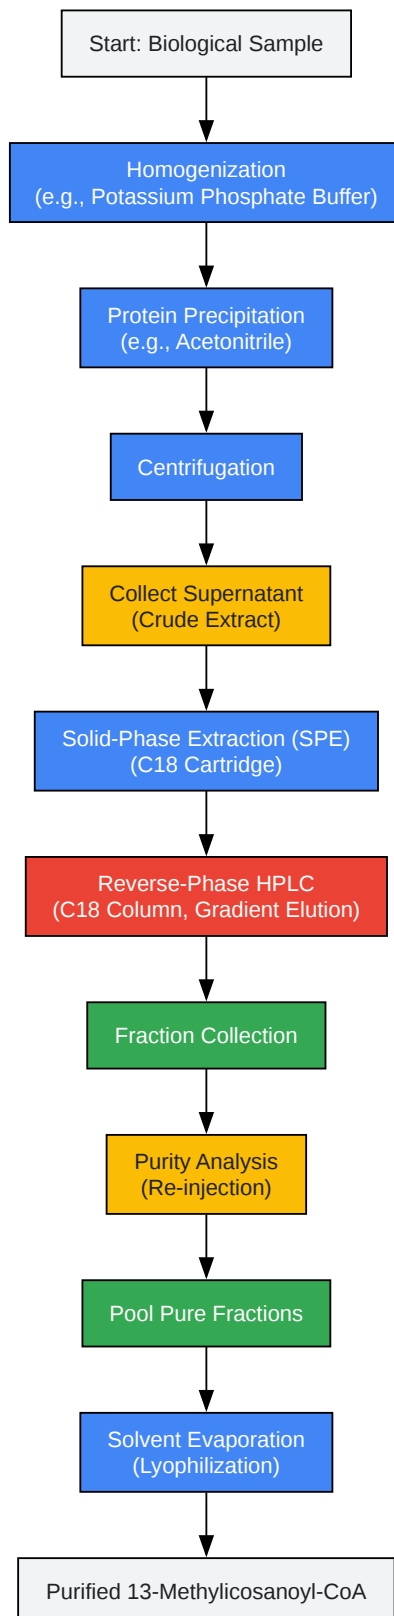 Start: Biological Sample
Homogenization
(e.g., Potassium Phosphate Buffer)
Protein Precipitation
(e.g., Acetonitrile)
Centrifugation
Collect Supernatant
(Crude Extract)
Solid-Phase Extraction (SPE)
(C18 Cartridge)
Reverse-Phase HPLC
(C18 Column, Gradient Elution)
Fraction Collection
Purity Analysis
(Re-injection)
Pool Pure Fractions
Solvent Evaporation
(Lyophilization)
Purified 13-Methylicosanoyl-CoA